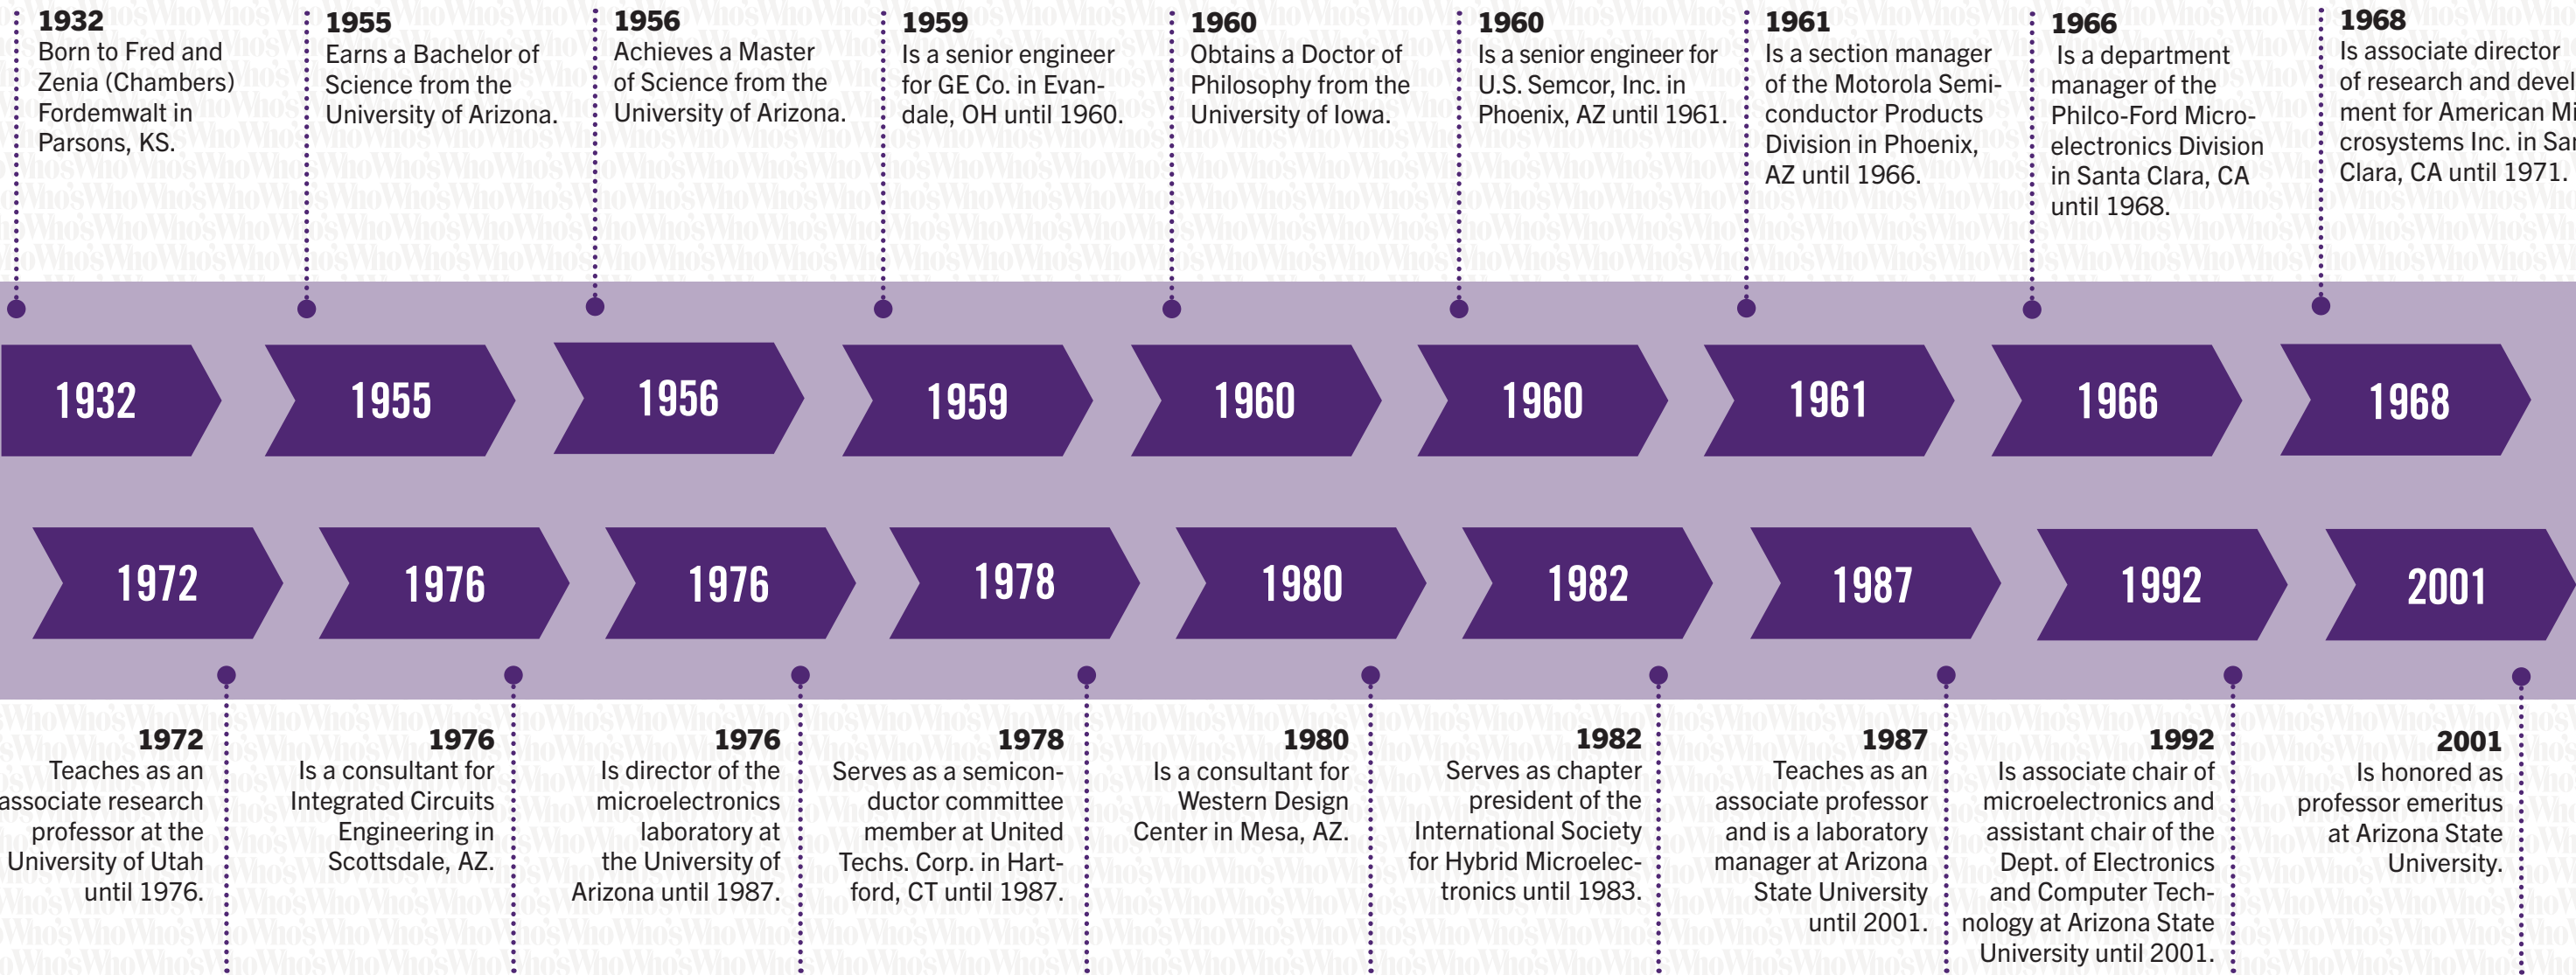 1932
Born to Fred and
Zenia (Chambers)
Fordemwalt in
Parsons, KS.
1955
Earns a Bachelor of
Science from the
University of Arizona.
1956
Achieves a Master
of Science from the
University of Arizona.
1959
Is a senior engineer
for GE Co. in Evan-
dale, OH until 1960.
1960
Obtains a Doctor of
Philosophy from the
University of Iowa.
1960
Is a senior engineer for
U.S. Semcor, Inc. in
Phoenix, AZ until 1961.
1961
Is a section manager
of the Motorola Semi-
conductor Products
Division in Phoenix,
AZ until 1966.
1966
Is a department
manager of the
Philco-Ford Micro-
electronics Division
in Santa Clara, CA
until 1968.
1968
Is associate director
of research and devel
ment for American Mi
crosystems Inc. in Sa
Clara, CA until 1971.
1932
1955
1956
1959
1960
1960
1961
1966
1968
1972
1976
1976
1978
1980
1982
1987
1992
2001
1972
Teaches as an
associate research
professor at the
University of Utah
until 1976.
1976
Is a consultant for
Integrated Circuits
Engineering in
Scottsdale, AZ.
1976
Is director of the
microelectronics
laboratory at
the University of
Arizona until 1987.
1978
Serves as a semicon-
ductor committee
member at United
Techs. Corp. in Hart-
ford, CT until 1987.
1980
Is a consultant for
Western Design
Center in Mesa, AZ.
1982
Serves as chapter
president of the
International Society
for Hybrid Microelec-
tronics until 1983.
1987
Teaches as an
associate professor
and is a laboratory
manager at Arizona
State University
until 2001.
1992
Is associate chair of
microelectronics and
assistant chair of the
Dept. of Electronics
and Computer Tech-
nology at Arizona State
University until 2001.
2001
Is honored as
professor emeritus
at Arizona State
University.